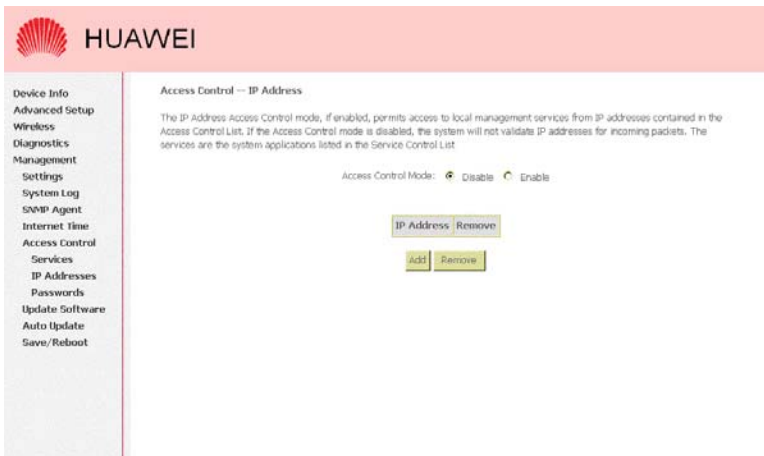 HUAWEI
Device Info
Advanced Setup
Wireless
Diagnostics
Management
Settings
System Log
SNMP Agent
Internet Time
Access Control
Services
IP Addresses
Passwords
Update Software
Auto Update
Save/Reboot
Access Control -- IP Address
The IP Address Access Control mode, if enabled, permits access to local management services from IP addresses contained in the
Access Control List. If the Access Control mode is disabled, the system will not validate IP addresses for incoming packets. The
services are the system applications listed in the Service Control List
Access Control Mode: Disable Enable
IP Address Remove
Add Remove